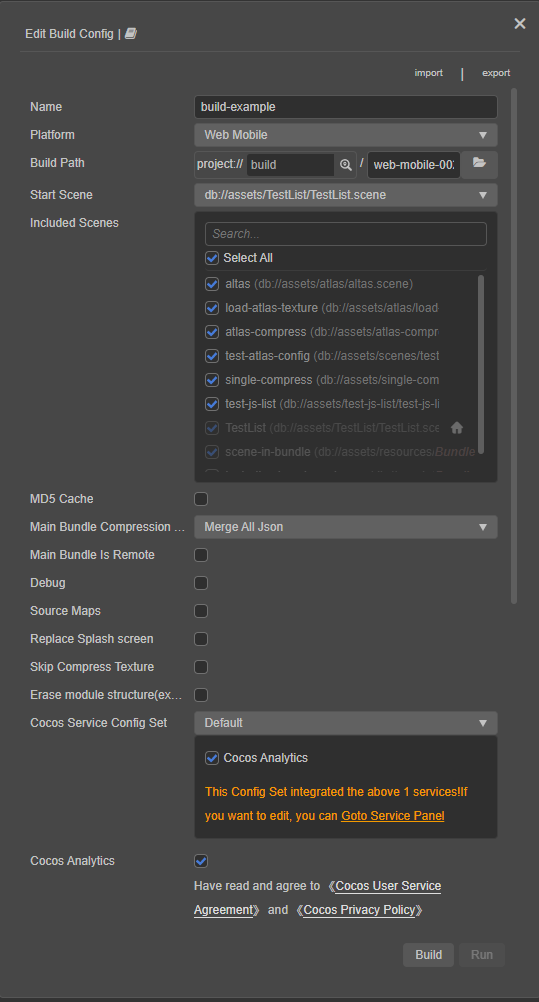 Edit Build Config |
import | export
Name build-example
Platform Web Mobile
Build Path project:// build / web-mobile-002
Start Scene db://assets/TestList/TestList.scene
Included Scenes
Search...
Select All
altas (db://assets/atlas/altas.scene)
load-atlas-texture (db://assets/atlas/load-
atlas-compress (db://assets/atlas-compr
test-atlas-config (db://assets/scenes/test
single-compress (db://assets/single-com
test-js-list (db://assets/test-js-list/test-js-li
TestList (db://assets/TestList/TestList.sce
scene-in-bundle (db://assets/resources/Bundle
MD5 Cache
Main Bundle Compression ... Merge All Json
Main Bundle Is Remote
Debug
Source Maps
Replace Splash screen
Skip Compress Texture
Erase module structure(ex...
Cocos Service Config Set Default
Cocos Analytics
This Config Set integrated the above 1 services!If
you want to edit, you can Goto Service Panel
Cocos Analytics
Have read and agree to 《Cocos User Service
Agreement》 and 《Cocos Privacy Policy》
Build Run